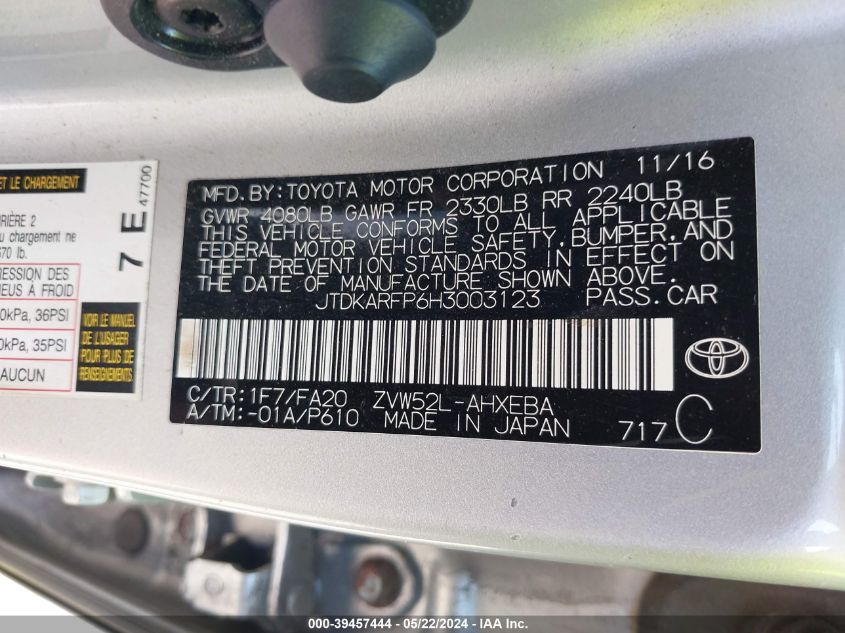 MFD. BY: TOYOTA MOTOR CORPORATION 11/16
GVWR 4080LB GAWR FR 2330LB RR 2240LB
THIS VEHICLE CONFORMS TO ALL APPLICABLE
FEDERAL MOTOR VEHICLE SAFETY, BUMPER, AND
THEFT PREVENTION STANDARDS IN EFFECT ON
THE DATE OF MANUFACTURE SHOWN ABOVE.
JTDKARFP6H3003123 PASS. CAR
C/TR: 1F7/FA20 ZVW52L-AHXEBA
A/TM: -01A/P610 MADE IN JAPAN 717 C
ET LE CHARGEMENT
RIÈRE 2
u chargement ne
670 lb.
RESSION DES
NEUS À FROID
0kPa, 36PSI
0kPa, 35PSI
AUCUN
7 E 47700
VOIR LE MANUEL
DE L'USAGER
POUR PLUS DE
RENSEIGNEMENTS
000-39457444 - 05/22/2024 - IAA Inc.